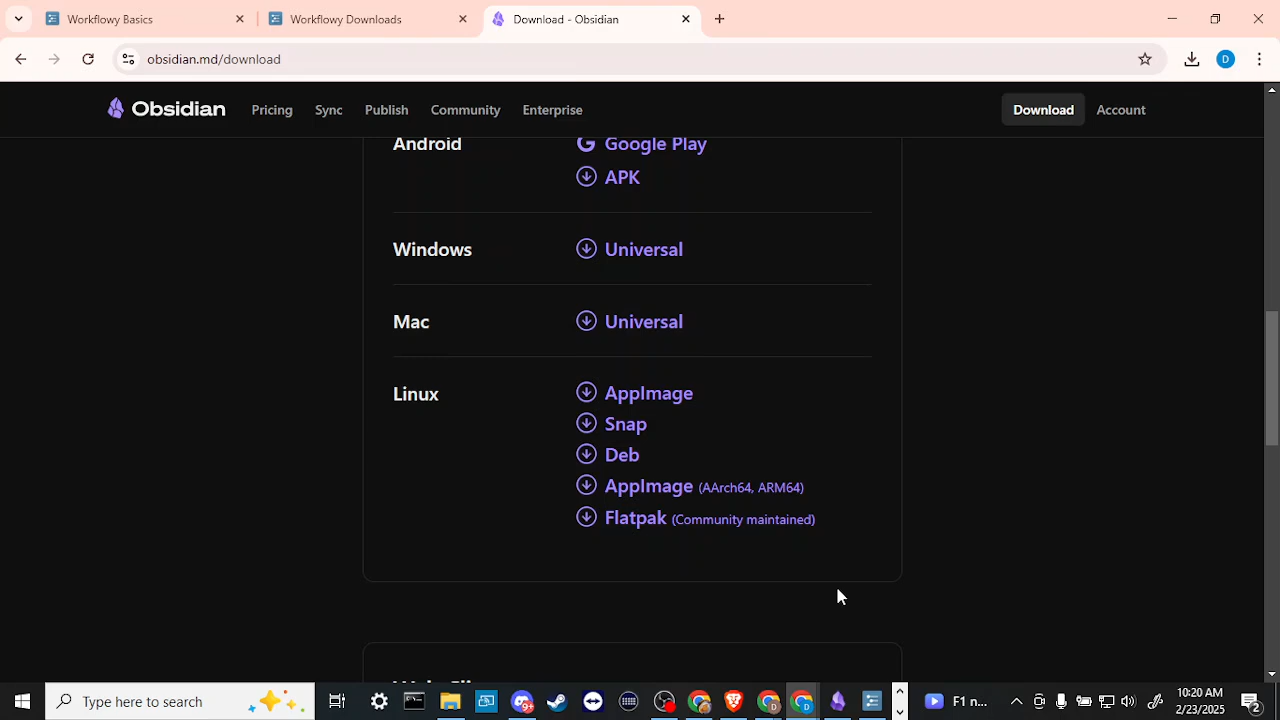 Workflowy Basics
Workflowy Downloads
Download - Obsidian
obsidian.md/download
D
Obsidian
Pricing
Sync
Publish
Community
Enterprise
Download
Account
Android
Google Play
APK
Windows
Universal
Mac
Universal
Linux
AppImage
Snap
Deb
AppImage (AArch64, ARM64)
Flatpak (Community maintained)
Type here to search
F1 n...
10:20 AM
2/23/2025
2